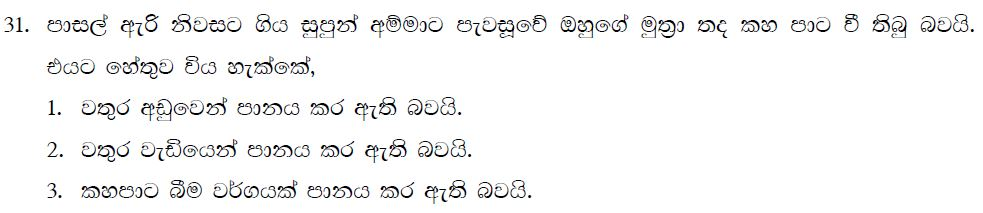 31. පාසල් ඇරී නිවසට ගිය සුපුන් අම්මාට පැවසූවේ ඔහුගේ මුත්‍රා තද කහ පාට වී තිබූ බවයි.
එයට හේතුව විය හැක්කේ,
1. වතුර අඩුවෙන් පානය කර ඇති බවයි.
2. වතුර වැඩියෙන් පානය කර ඇති බවයි.
3. කහපාට බීම වර්ගයක් පානය කර ඇති බවයි.